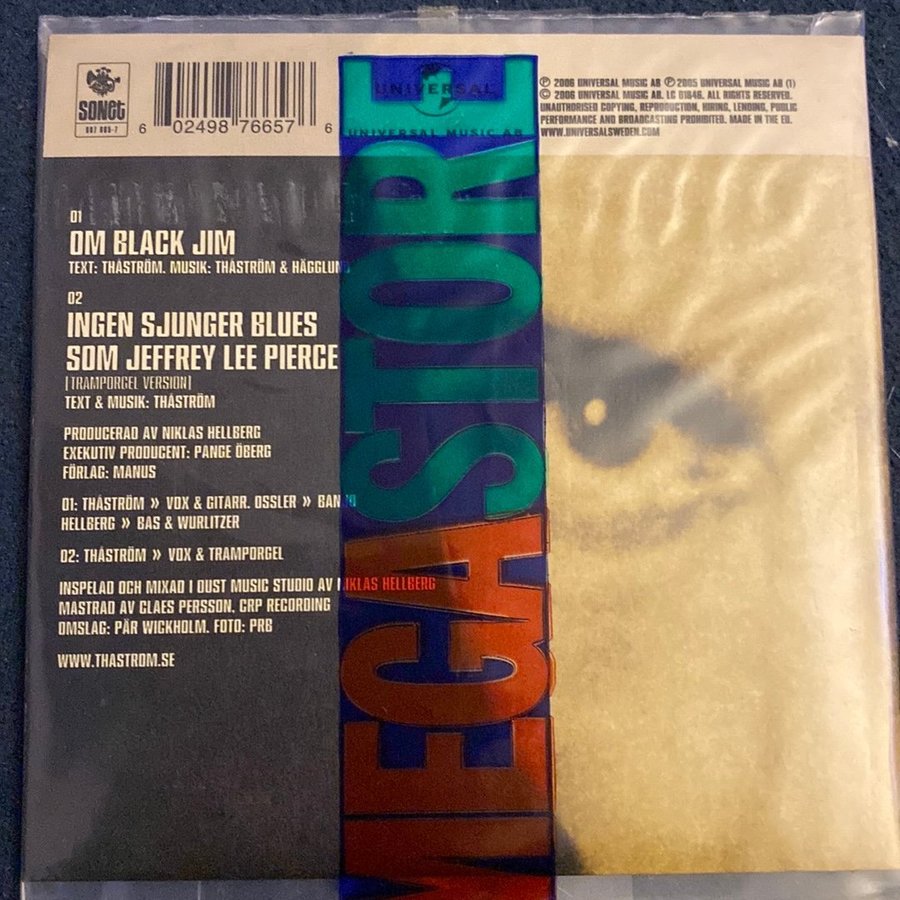 SONET
987 885-7
6 02498 76657 6
UNIVERSAL
UNIVERSAL MUSIC AB
℗ 2006 UNIVERSAL MUSIC AB ℗ 2005 UNIVERSAL MUSIC AB (1)
© 2006 UNIVERSAL MUSIC AB. LC 01846. ALL RIGHTS RESERVED.
UNAUTHORISED COPYING, REPRODUCTION, HIRING, LENDING, PUBLIC
PERFORMANCE AND BROADCASTING PROHIBITED. MADE IN THE EU.
WWW.UNIVERSALSWEDEN.COM
01
OM BLACK JIM
TEXT: THÅSTRÖM. MUSIK: THÅSTRÖM & HÄGGLUND
02
INGEN SJUNGER BLUES
SOM JEFFREY LEE PIERCE
[TRAMPORGEL VERSION]
TEXT & MUSIK: THÅSTRÖM
PRODUCERAD AV NIKLAS HELLBERG
EXEKUTIV PRODUCENT: PANGE ÖBERG
FÖRLAG: MANUS
01: THÅSTRÖM » VOX & GITARR. OSSLER » BANJO
HELLBERG » BAS & WURLITZER
02: THÅSTRÖM » VOX & TRAMPORGEL
INSPELAD OCH MIXAD I DUST MUSIC STUDIO AV NIKLAS HELLBERG
MASTRAD AV CLAES PERSSON, CRP RECORDING
OMSLAG: PÄR WICKHOLM. FOTO: PRB
WWW.THASTROM.SE
MEGASTORE